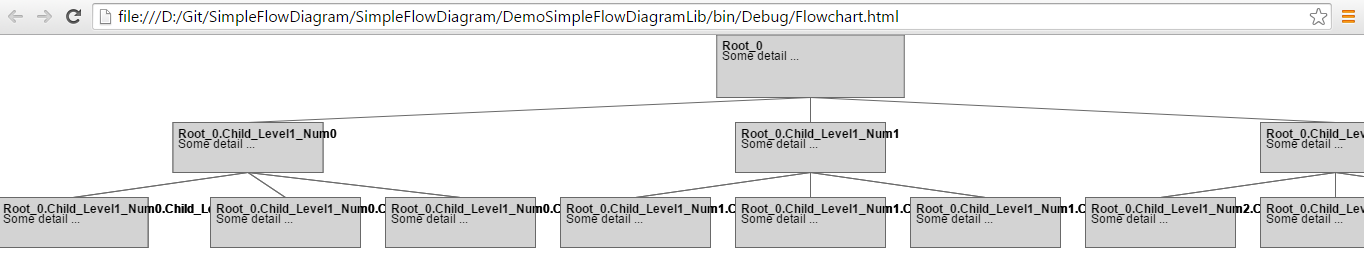 file:///D:/Git/SimpleFlowDiagram/SimpleFlowDiagram/DemoSimpleFlowDiagramLib/bin/Debug/Flowchart.html
Root_0
Some detail ...
Root_0.Child_Level1_Num0
Some detail ...
Root_0.Child_Level1_Num1
Some detail ...
Root_0.Child_Lev
Some detail ...
Root_0.Child_Level1_Num0.Child_L
Some detail ...
Root_0.Child_Level1_Num0.C
Some detail ...
Root_0.Child_Level1_Num0.C
Some detail ...
Root_0.Child_Level1_Num1.C
Some detail ...
Root_0.Child_Level1_Num1.C
Some detail ...
Root_0.Child_Level1_Num1.C
Some detail ...
Root_0.Child_Level1_Num2.C
Some detail ...
Root_0.Child_Lev
Some detail ...